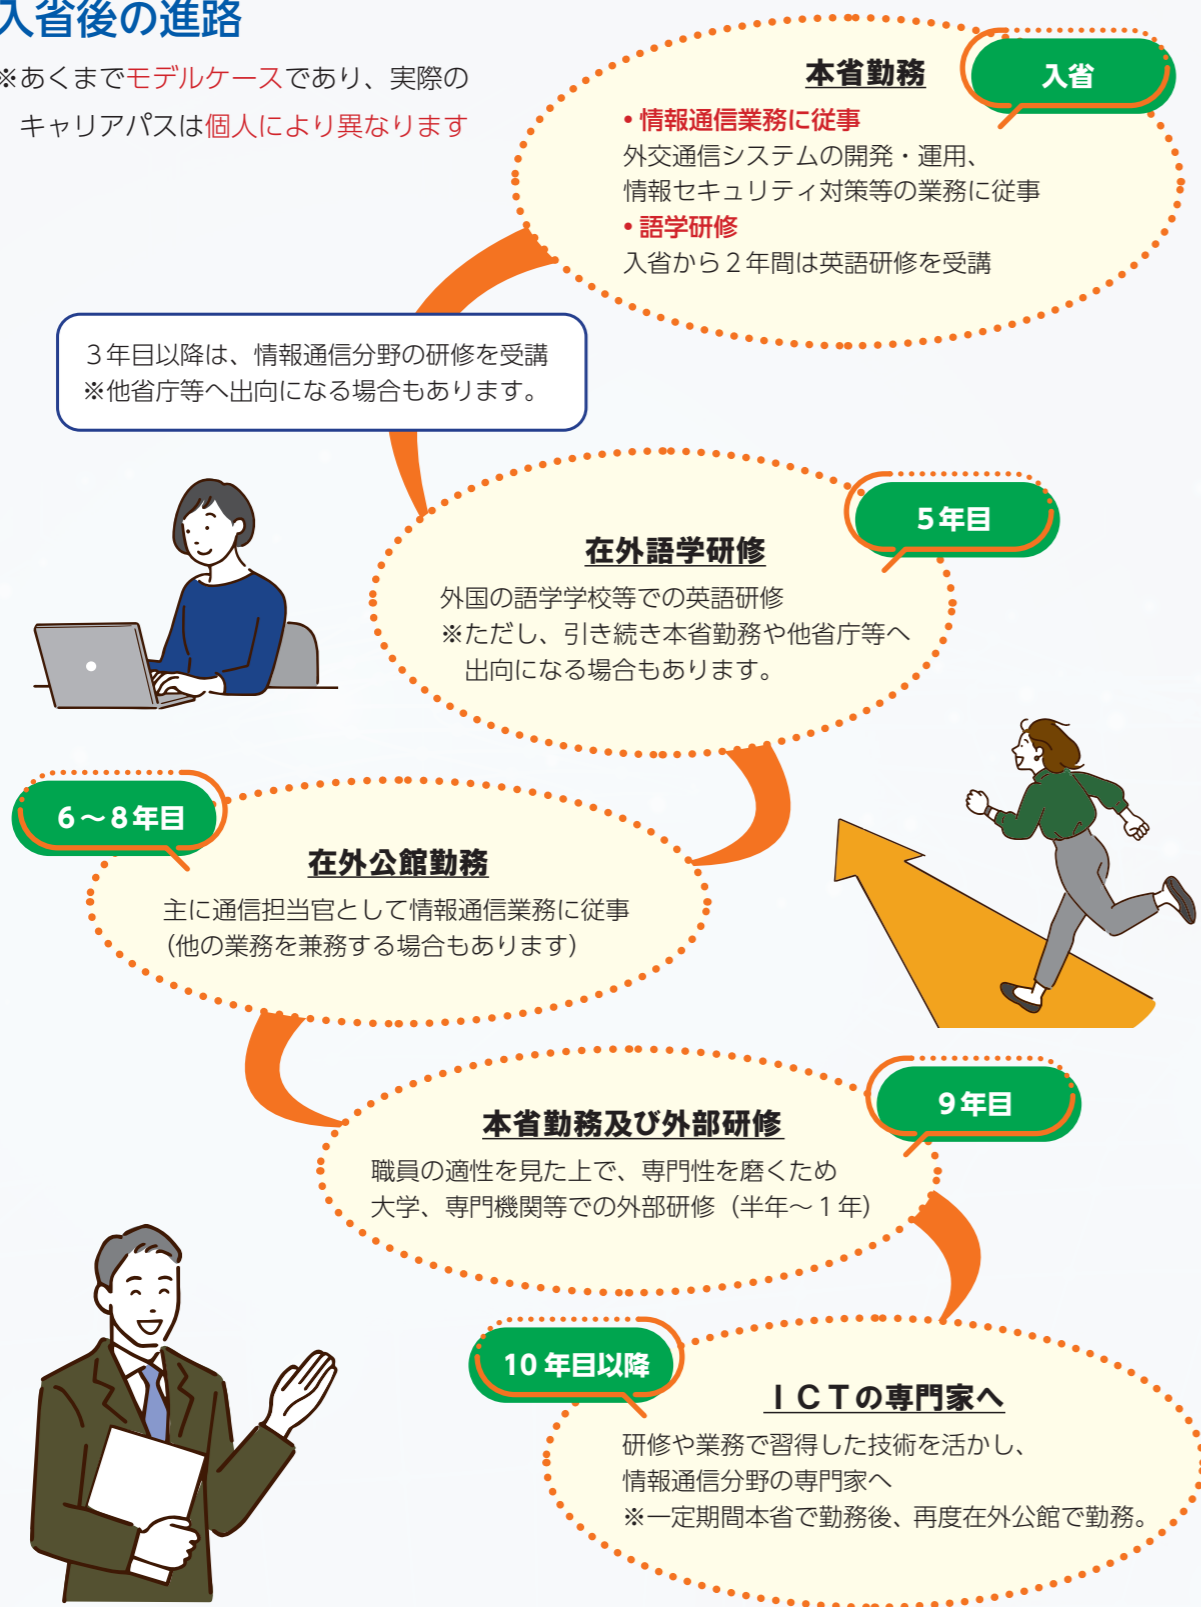 入省後の進路
※あくまでモデルケースであり、実際の
キャリアパスは個人により異なります
入省
本省勤務
・情報通信業務に従事
外交通信システムの開発・運用、
情報セキュリティ対策等の業務に従事
・語学研修
入省から２年間は英語研修を受講
３年目以降は、情報通信分野の研修を受講
※他省庁等へ出向になる場合もあります。
５年目
在外語学研修
外国の語学学校等での英語研修
※ただし、引き続き本省勤務や他省庁等へ
出向になる場合もあります。
６～８年目
在外公館勤務
主に通信担当官として情報通信業務に従事
（他の業務を兼務する場合もあります）
９年目
本省勤務及び外部研修
職員の適性を見た上で、専門性を磨くため
大学、専門機関等での外部研修（半年～１年）
10 年目以降
ＩＣＴの専門家へ
研修や業務で習得した技術を活かし、
情報通信分野の専門家へ
※一定期間本省で勤務後、再度在外公館で勤務。